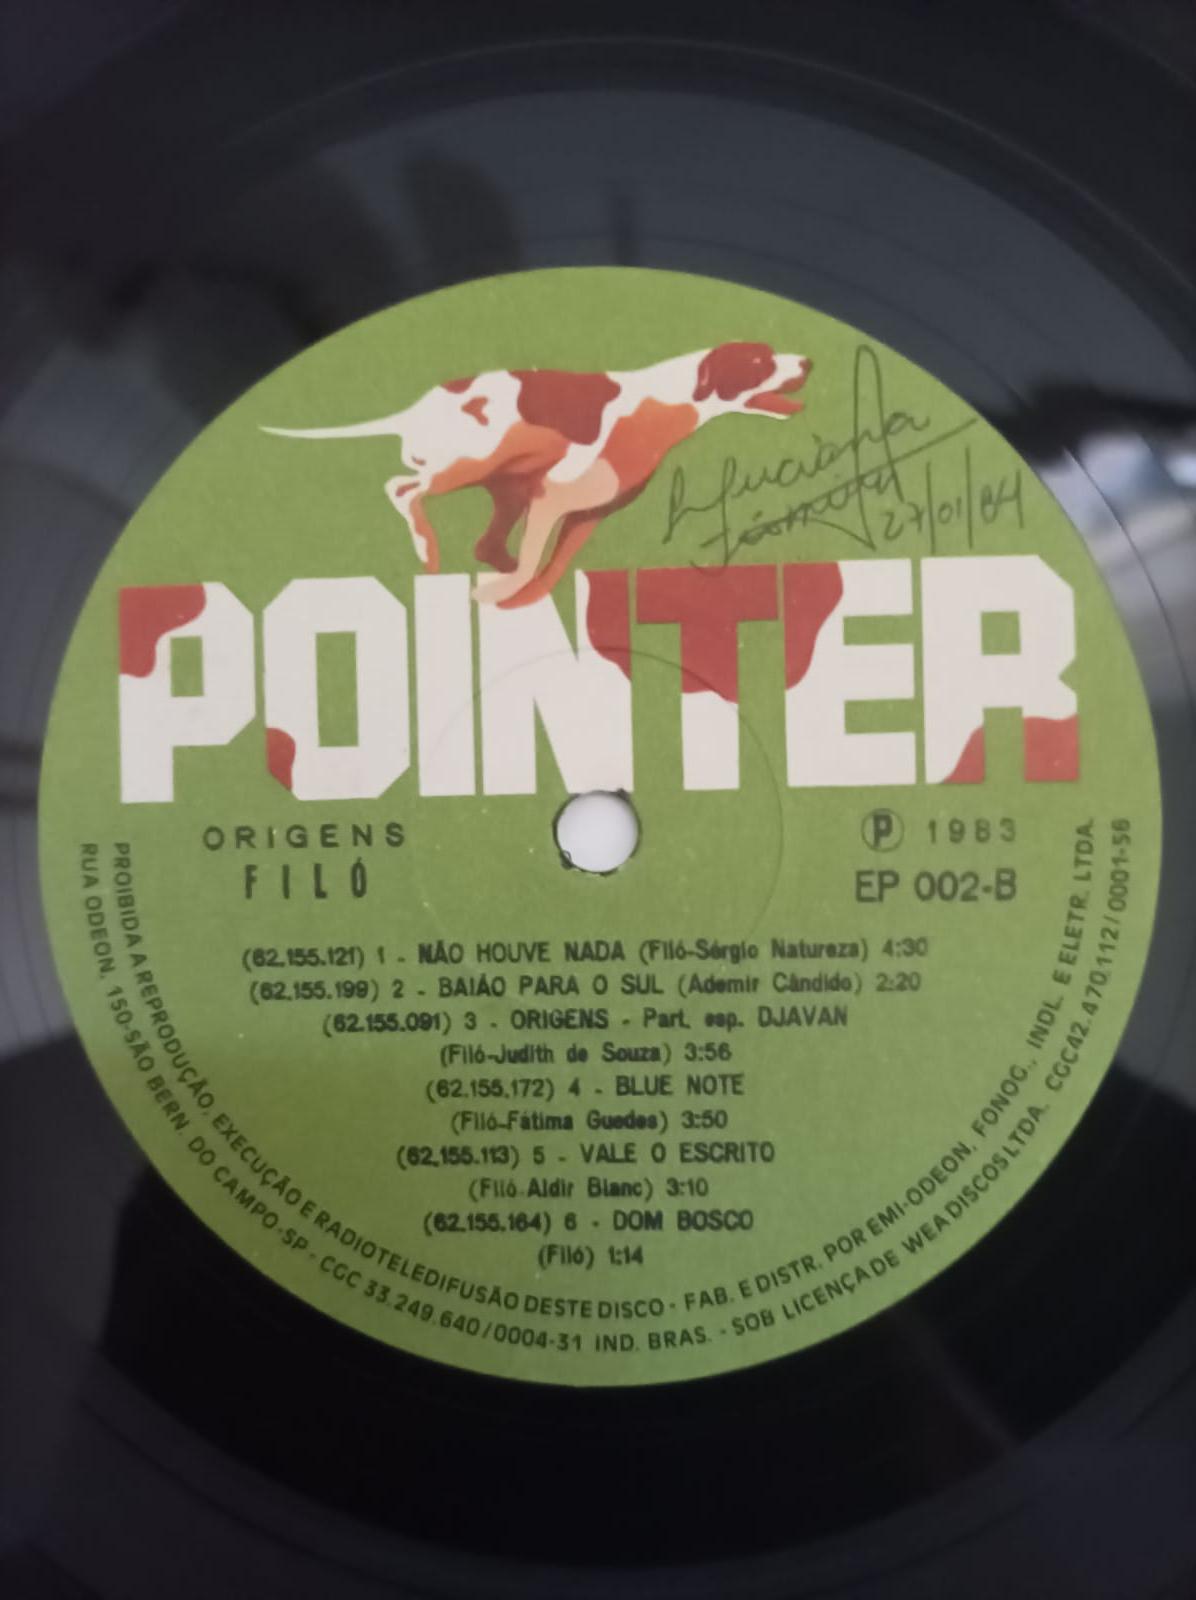 Luciana
27/01/84
POINTER
ORIGENS
FILÓ
Ⓟ 1983
EP 002-B
(62.155.121) 1 - NÃO HOUVE NADA (Filó-Sérgio Natureza) 4:30
(62.155.199) 2 - BAIÃO PARA O SUL (Ademir Cândido) 2:20
(62.155.091) 3 - ORIGENS - Part. esp. DJAVAN
(Filó-Judith de Souza) 3:56
(62.155.172) 4 - BLUE NOTE
(Filó-Fátima Guedes) 3:50
(62.155.113) 5 - VALE O ESCRITO
(Filó-Aldir Blanc) 3:10
(62.155.164) 6 - DOM BOSCO
(Filó) 1:14
PROIBIDA A REPRODUÇÃO, EXECUÇÃO E RADIOTELEDIFUSÃO DESTE DISCO - FAB. E DISTR. POR EMI-ODEON, FONOG., INDL. E ELETR. LTDA.
RUA ODEON, 150-SÃO BERN. DO CAMPO-SP - CGC 33.249.640/0004-31 IND. BRAS. - SOB LICENÇA DE WEA DISCOS LTDA. CGC42.470.112/0001-56